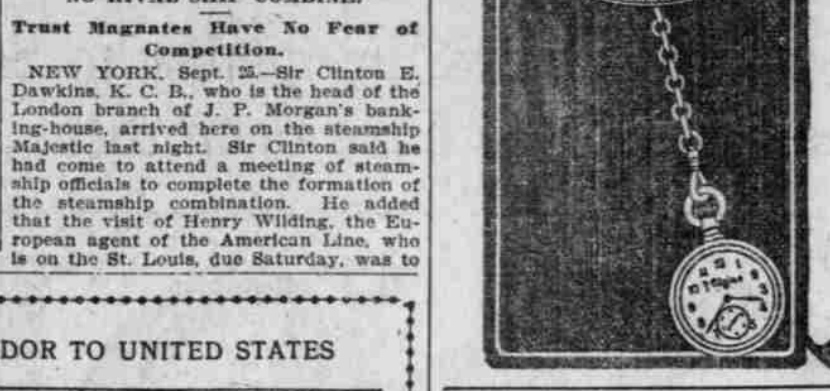 NO RIVAL SHIP COMBINE.
Trust Magnates Have No Fear of
Competition.
NEW YORK, Sept. 25.—Sir Clinton E.
Dawkins, K. C. B., who is the head of the
London branch of J. P. Morgan's bank-
ing-house, arrived here on the steamship
Majestic last night. Sir Clinton said he
had come to attend a meeting of steam-
ship officials to complete the formation of
the steamship combination. He added
that the visit of Henry Wilding, the Eu-
ropean agent of the American Line, who
is on the St. Louis, due Saturday, was to
DOR TO UNITED STATES